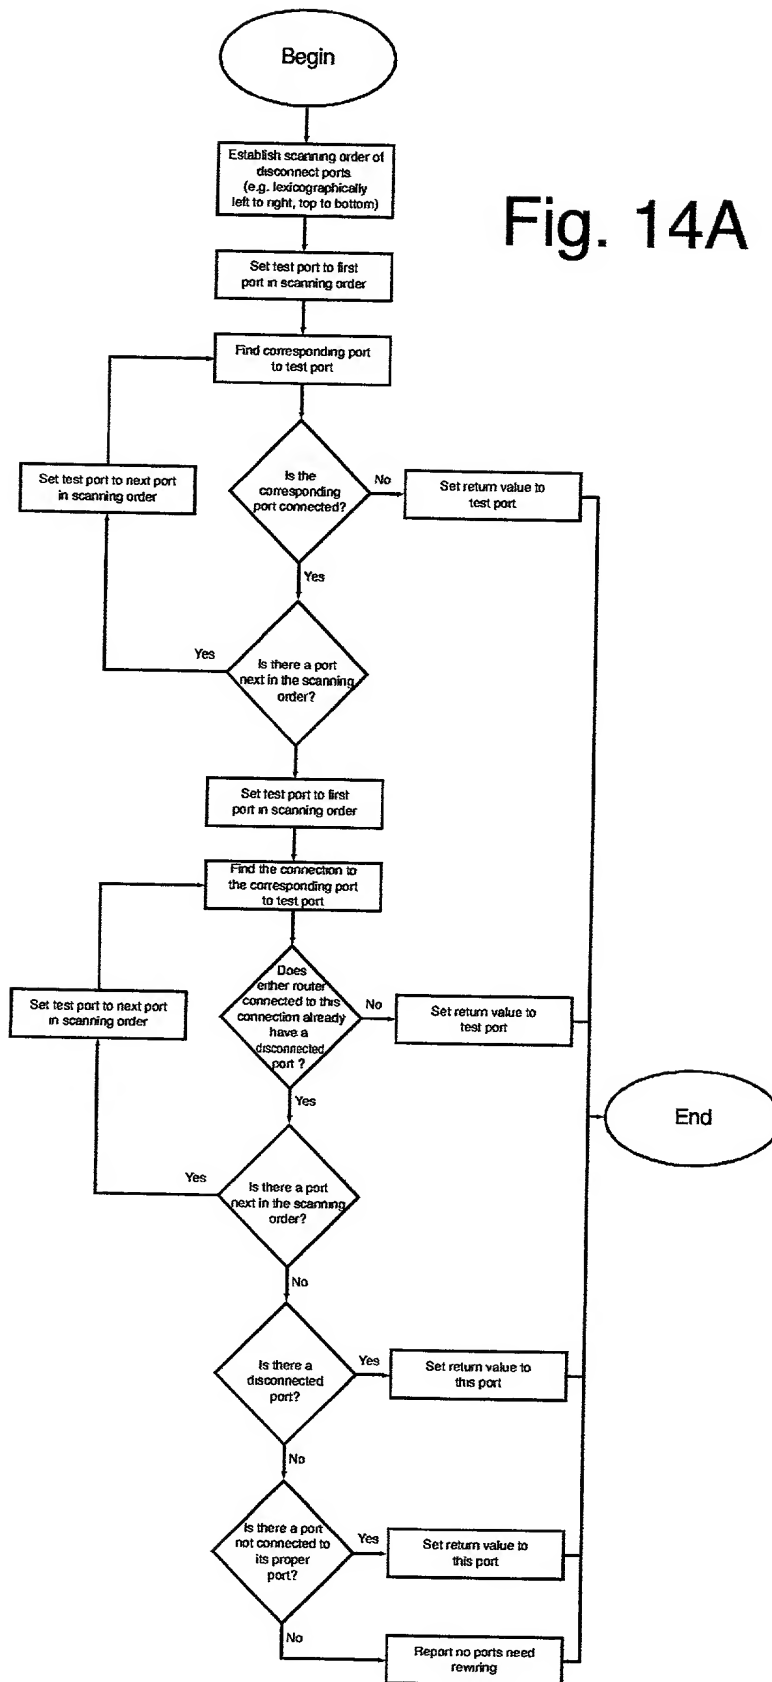 Begin
Establish scanning order of
disconnect ports
(e.g. lexicographically
left to right, top to bottom)
Fig. 14A
Set test port to first
port in scanning order
Find corresponding port
to test port
Set test port to next port
in scanning order
Is the
corresponding
port connected?
No
Set return value to
test port
Yes
Yes
Is there a port
next in the scanning
order?
Set test port to first
port in scanning order
Find the connection to
the corresponding port
to test port
Set test port to next port
in scanning order
Does
either router
connected to this
connection already
have a
disconnected
port ?
No
Set return value to
test port
End
Yes
Yes
Is there a port
next in the scanning
order?
No
Is there a
disconnected
port?
Yes
Set return value to
this port
No
Is there a port
not connected to
its proper
port?
Yes
Set return value to
this port
No
Report no ports need
rewiring